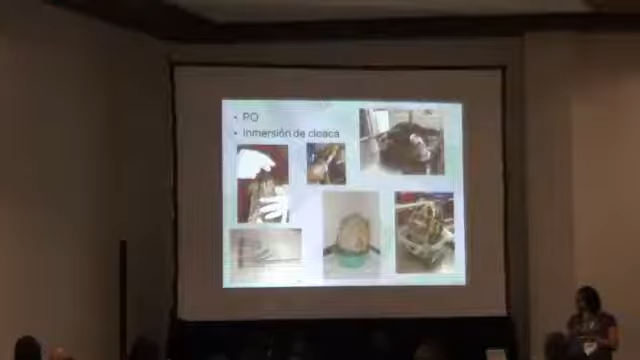 • PO
• Inmersión de cloaca